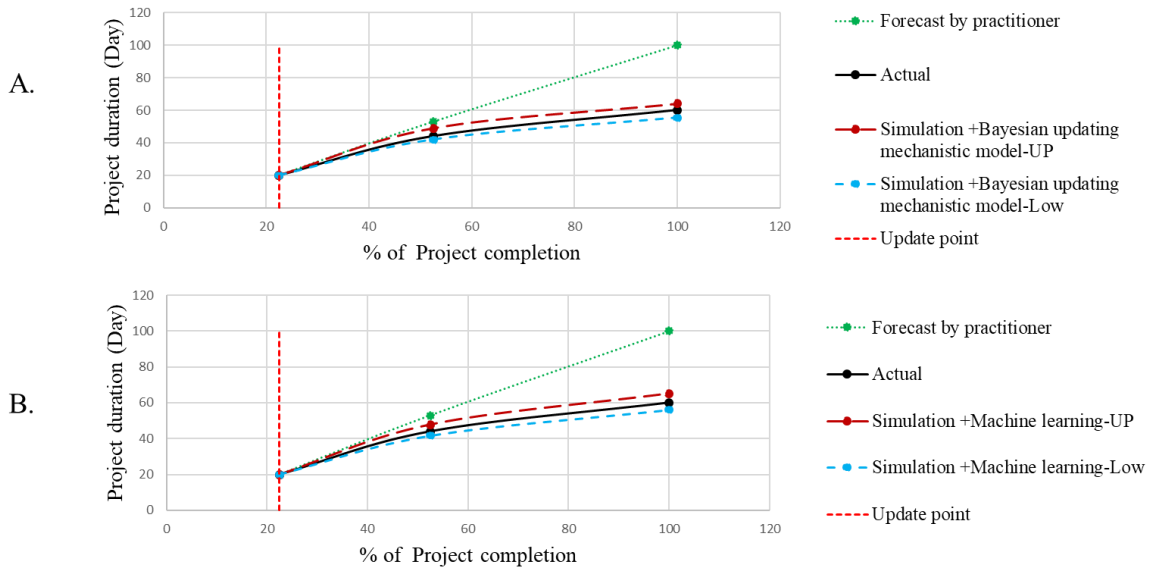 A.
Project duration (Day)
120
100
80
60
40
20
0
0 20 40 60 80 100 120
% of Project completion
Forecast by practitioner
Actual
Simulation +Bayesian updating
mechanistic model-UP
Simulation +Bayesian updating
mechanistic model-Low
Update point
B.
Project duration (Day)
120
100
80
60
40
20
0
0 20 40 60 80 100 120
% of Project completion
Forecast by practitioner
Actual
Simulation +Machine learning-UP
Simulation +Machine learning-Low
Update point